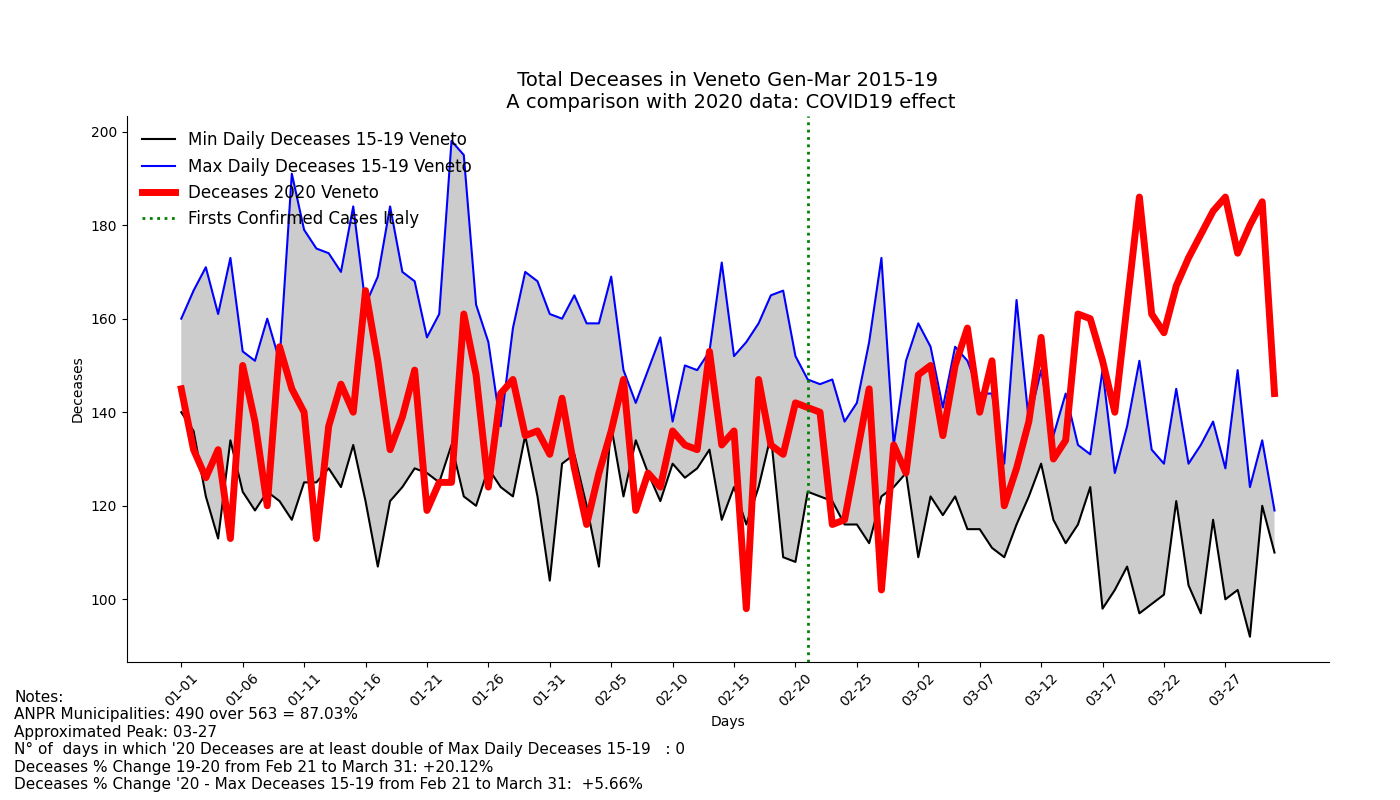 Total Deceases in Veneto Gen-Mar 2015-19
A comparison with 2020 data: COVID19 effect
Min Daily Deceases 15-19 Veneto
Max Daily Deceases 15-19 Veneto
Deceases 2020 Veneto
Firsts Confirmed Cases Italy
200
180
160
140
120
100
Deceases
01-01 01-06 01-11 01-16 01-21 01-26 01-31 02-05 02-10 02-15 02-20 02-25 03-02 03-07 03-12 03-17 03-22 03-27
Days
Notes:
ANPR Municipalities: 490 over 563 = 87.03%
Approximated Peak: 03-27
N° of  days in which '20 Deceases are at least double of Max Daily Deceases 15-19   : 0
Deceases % Change 19-20 from Feb 21 to March 31: +20.12%
Deceases % Change '20 - Max Deceases 15-19 from Feb 21 to March 31:  +5.66%